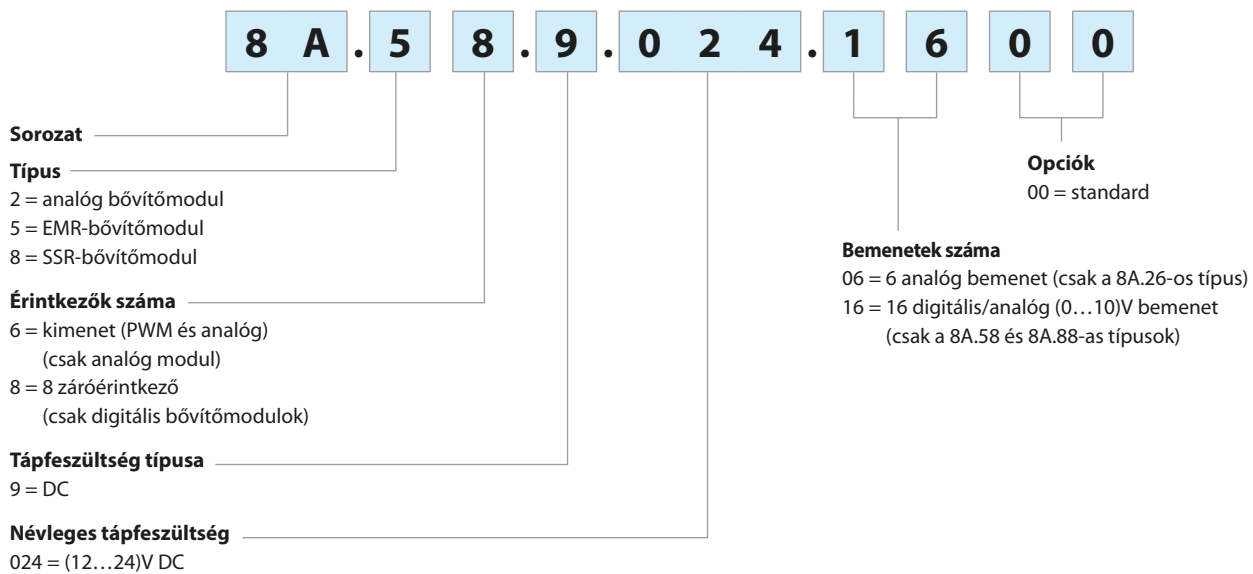 8 A . 5 8 . 9 . 0 2 4 . 1 6 0 0
Sorozat
Típus
2 = analóg bővítőmodul
5 = EMR-bővítőmodul
8 = SSR-bővítőmodul
Érintkezők száma
6 = kimenet (PWM és analóg)
(csak analóg modul)
8 = 8 záróérintkező
(csak digitális bővítőmodulok)
Tápfeszültség típusa
9 = DC
Névleges tápfeszültség
024 = (12…24)V DC
Opciók
00 = standard
Bemenetek száma
06 = 6 analóg bemenet (csak a 8A.26-os típus)
16 = 16 digitális/analóg (0…10)V bemenet
(csak a 8A.58 és 8A.88-as típusok)